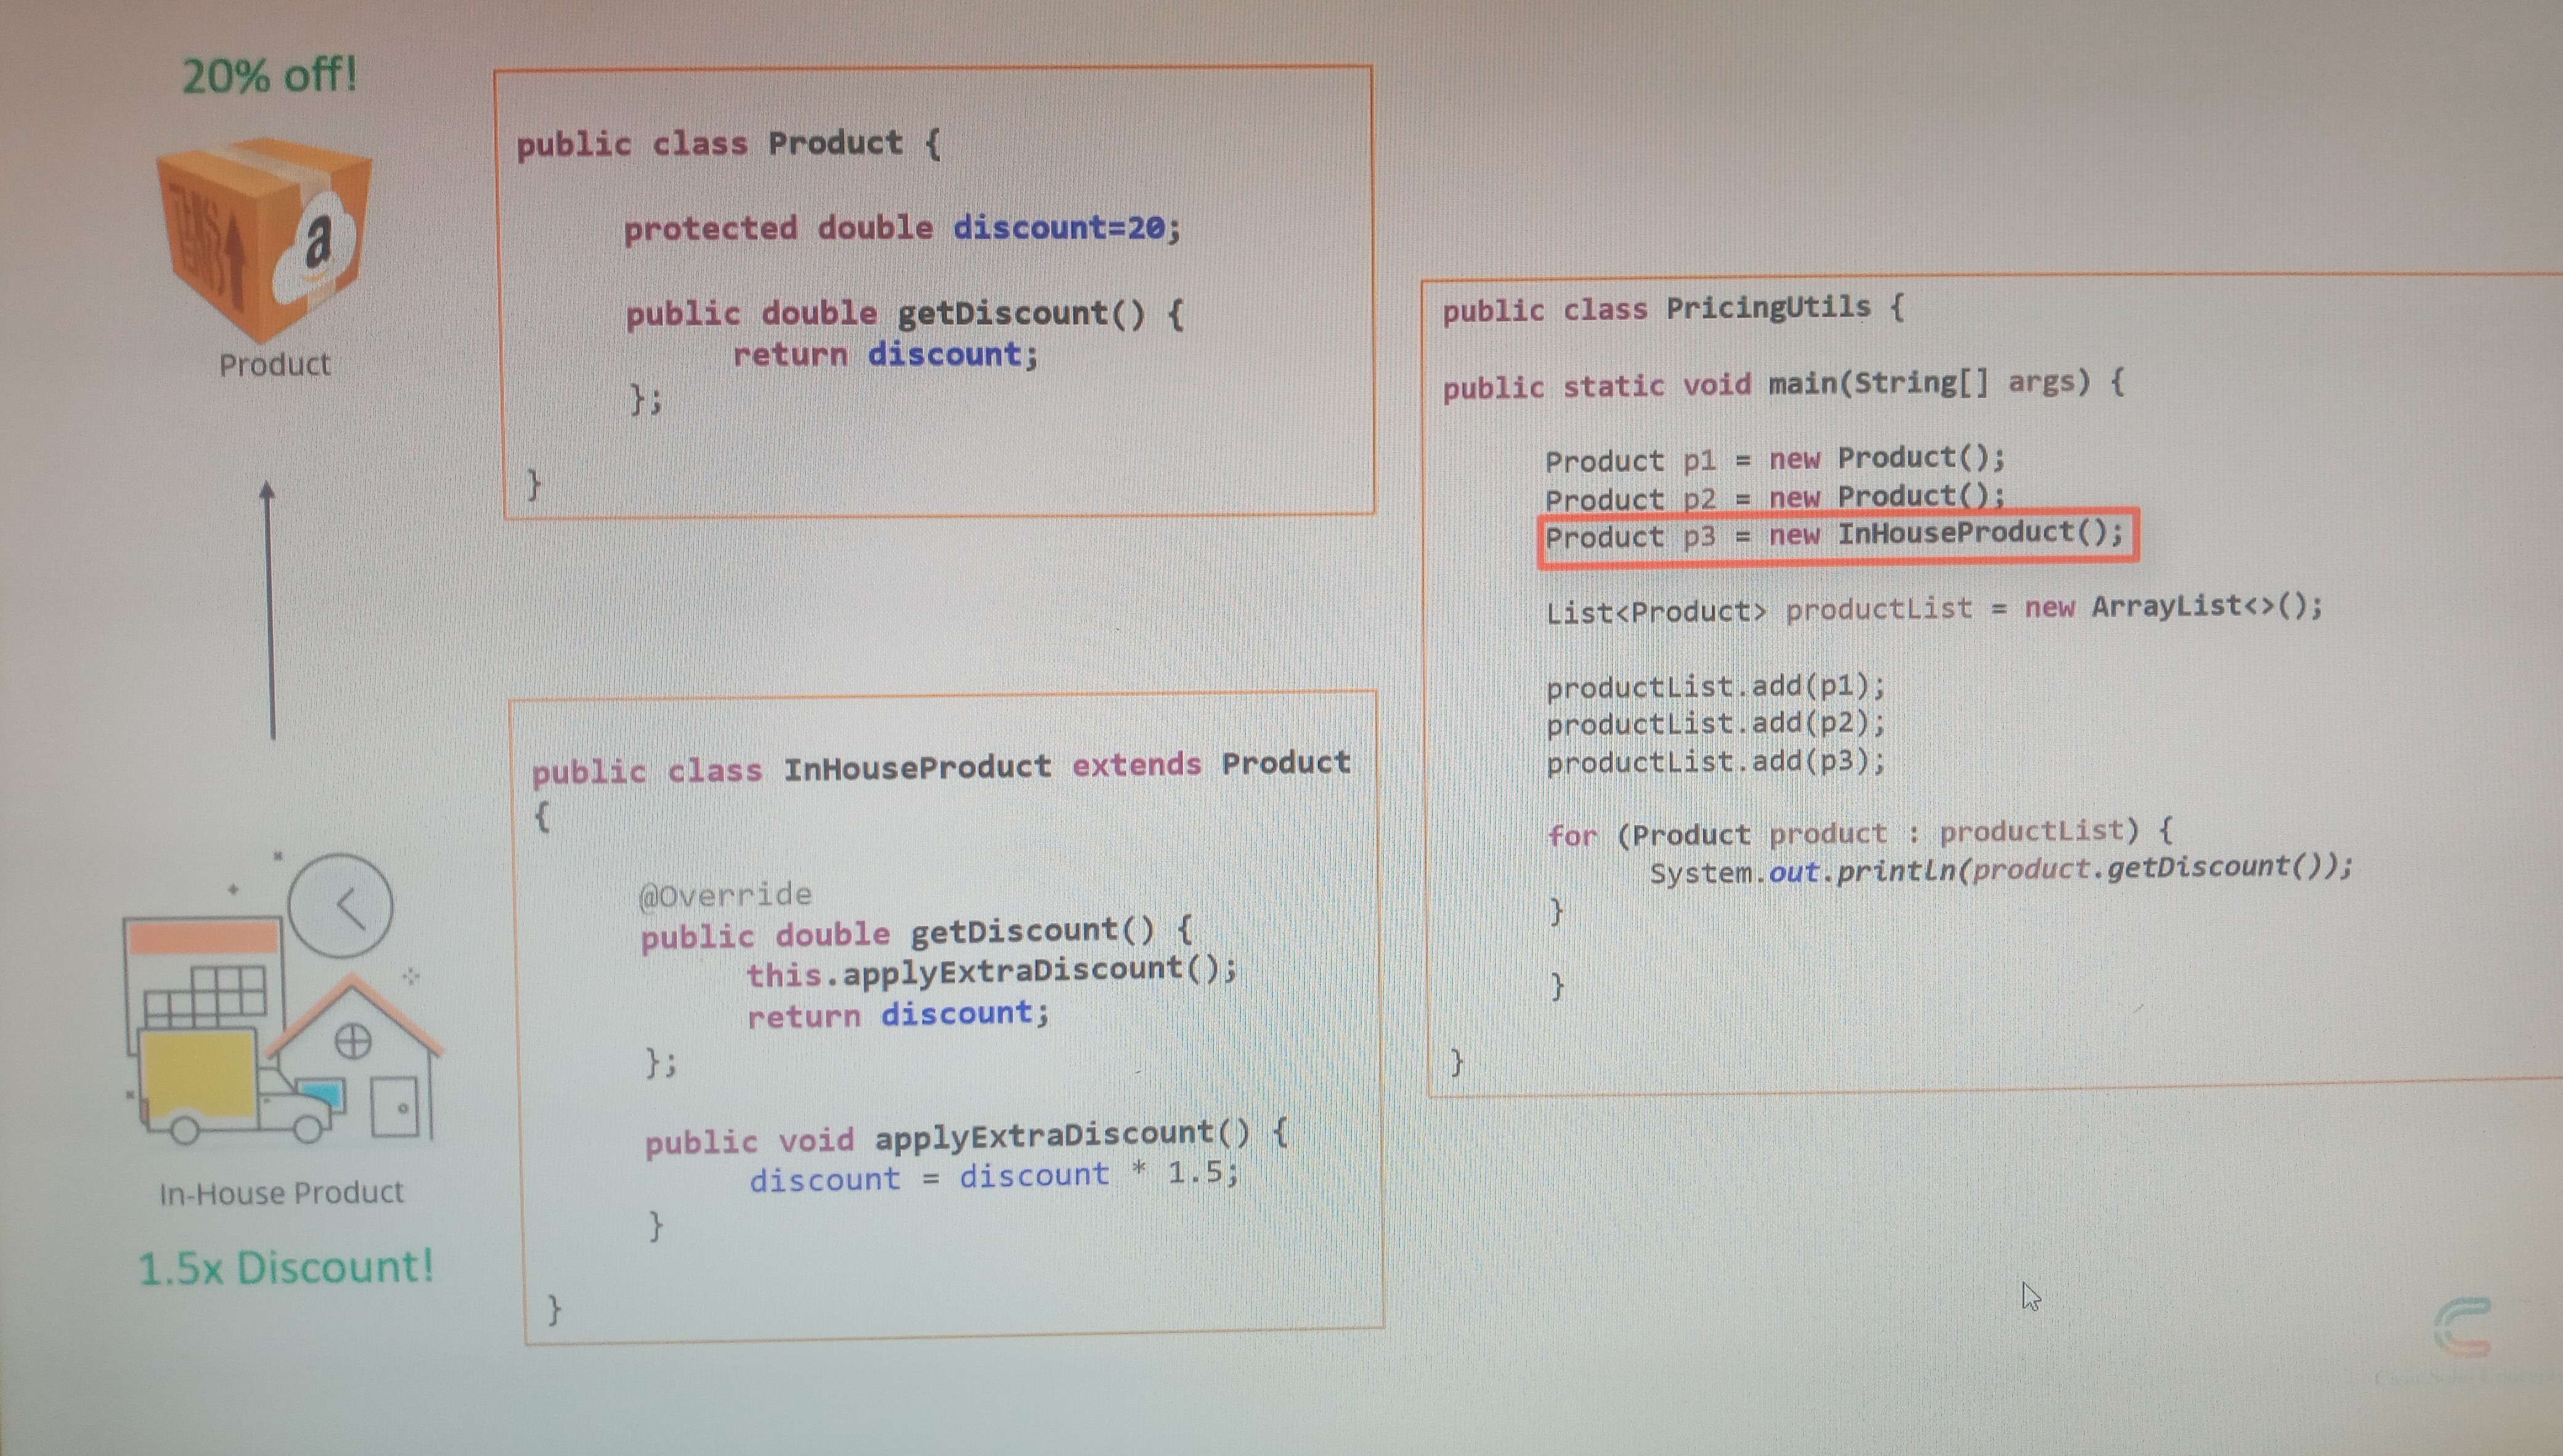 20% off!
Product
In-House Product
1.5x Discount!
public class Product {
protected double discount=20;
public double getDiscount() {
return discount;
};
}
public class InHouseProduct extends Product
{
@Override
public double getDiscount() {
this.applyExtraDiscount();
return discount;
};
public void applyExtraDiscount() {
discount = discount * 1.5;
}
}
public class PricingUtils {
public static void main(String[] args) {
Product p1 = new Product();
Product p2 = new Product();
Product p3 = new InHouseProduct();
List<Product> productList = new ArrayList<>();
productList.add(p1);
productList.add(p2);
productList.add(p3);
for (Product product : productList) {
System.out.println(product.getDiscount());
}
}
}